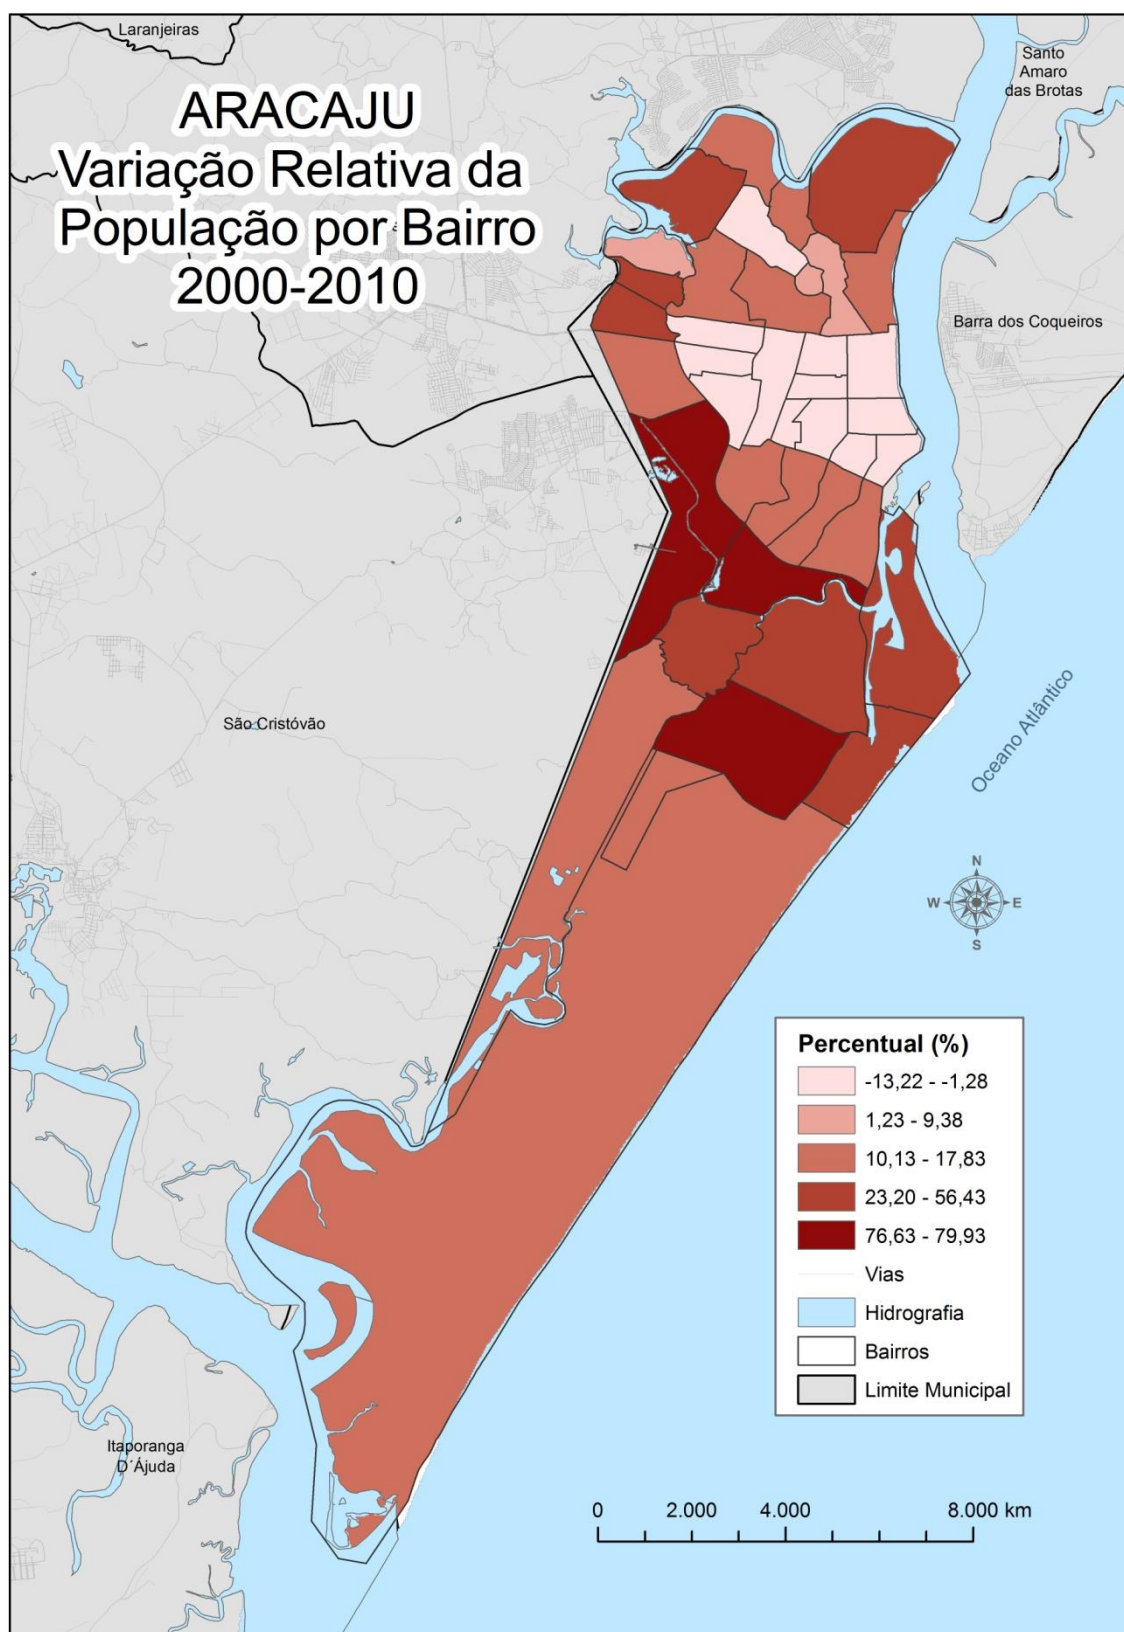 Laranjeiras
Santo
Amaro
das Brotas
ARACAJU
Variação Relativa da
População por Bairro
2000-2010
Barra dos Coqueiros
São Cristóvão
Oceano Atlântico
N
W
E
S
Percentual (%)
-13,22 - -1,28
1,23 - 9,38
10,13 - 17,83
23,20 - 56,43
76,63 - 79,93
Vias
Hidrografia
Bairros
Limite Municipal
Itaporanga
D´Ájuda
0 2.000 4.000 8.000 km